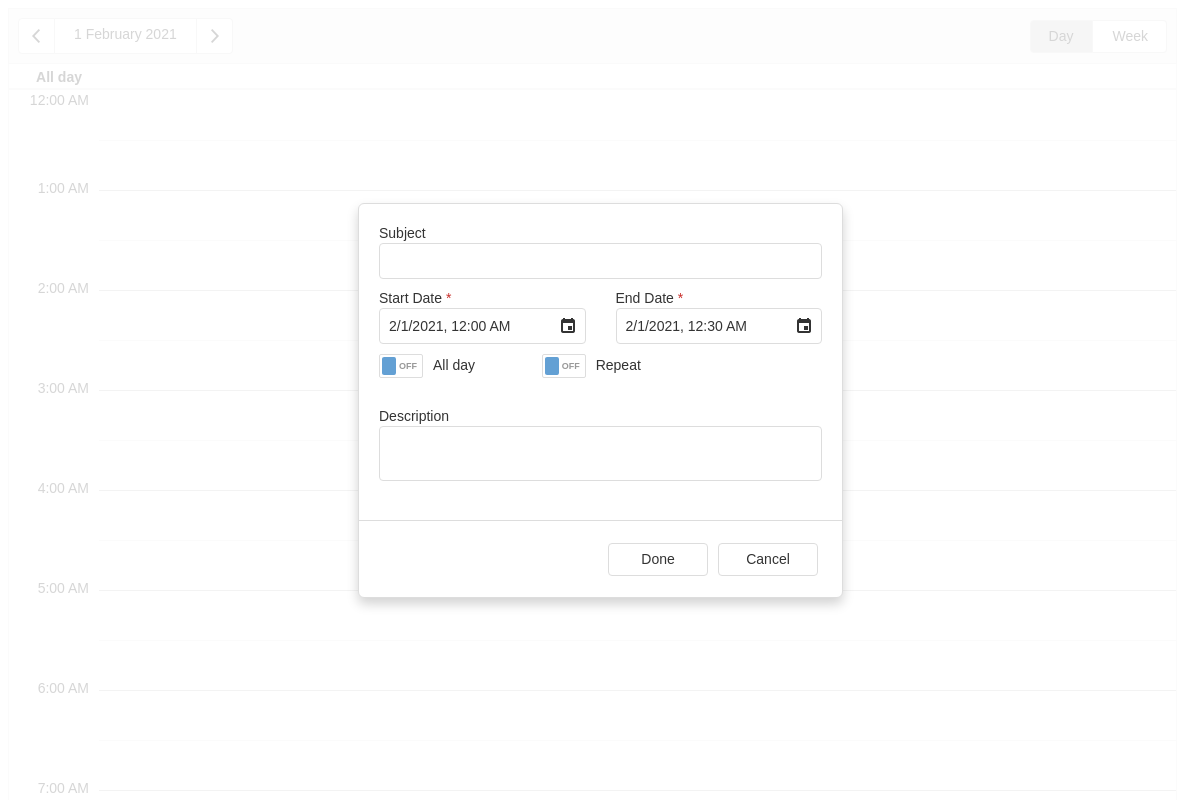 1 February 2021 Day Week
All day
12:00 AM
1:00 AM
Subject
2:00 AM
Start Date * End Date *
2/1/2021, 12:00 AM 2/1/2021, 12:30 AM
OFF All day OFF Repeat
3:00 AM
Description
4:00 AM
Done Cancel
5:00 AM
6:00 AM
7:00 AM